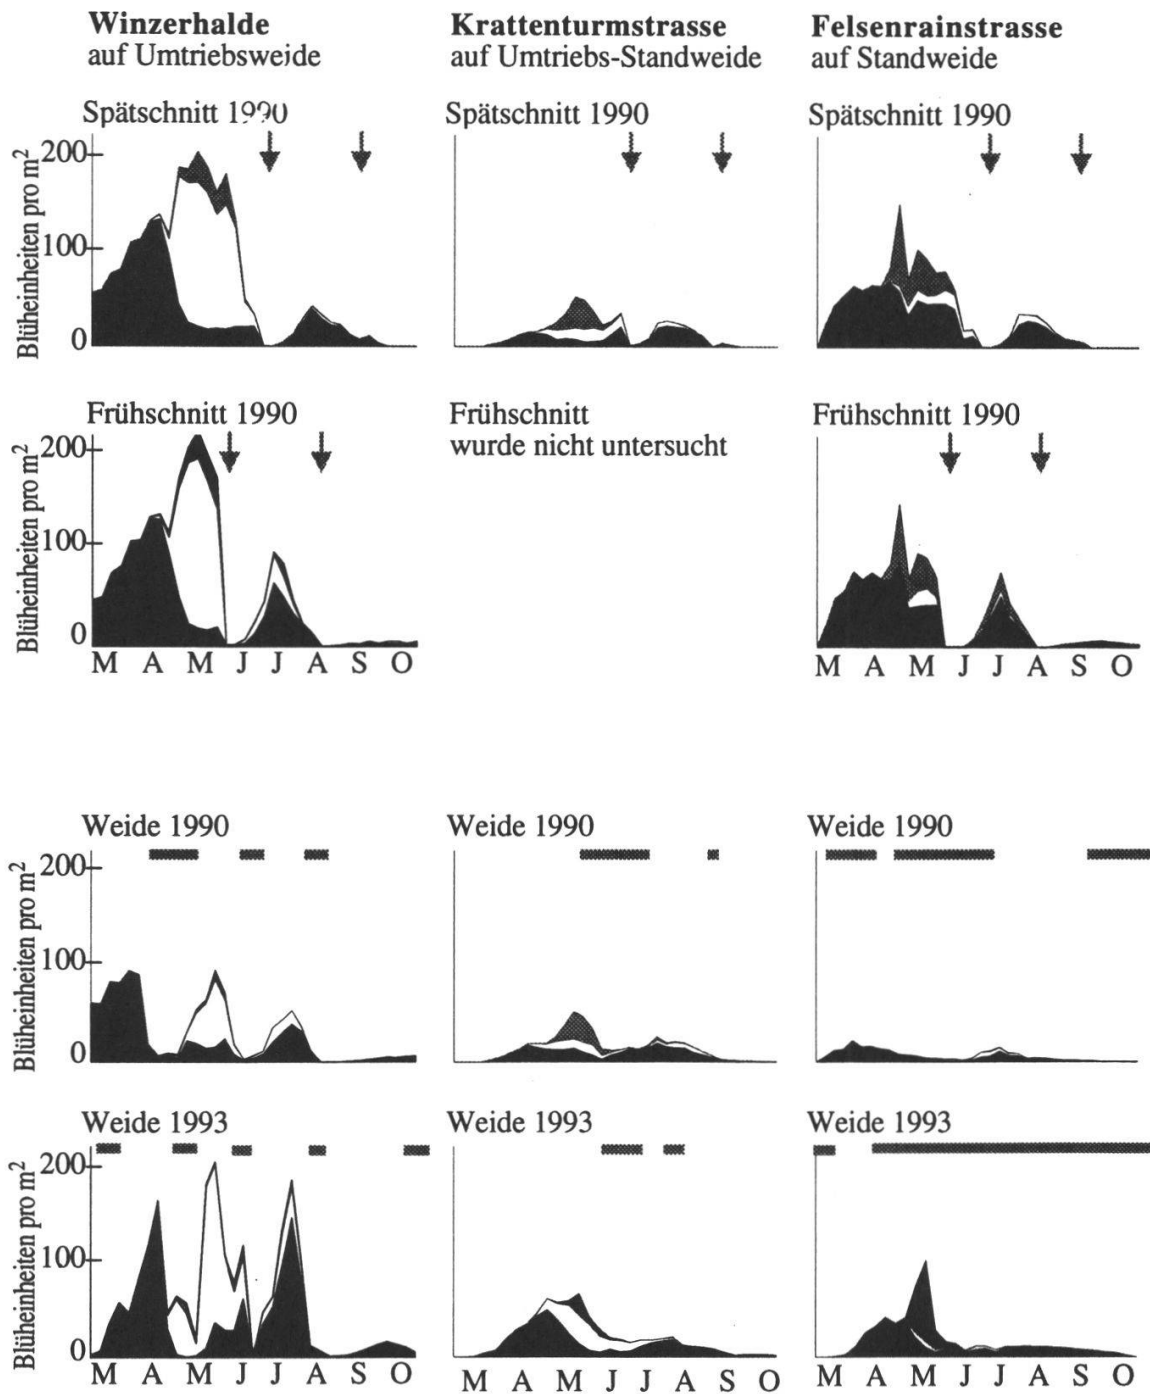 Winzerhalde
auf Umtriebsweide
Krattenturmstrasse
auf Umtriebs-Standweide
Felsenrainstrasse
auf Standweide
Spätschnitt 1990
Spätschnitt 1990
Spätschnitt 1990
Blüheinheiten pro m²
200
100
0
Frühschnitt 1990
Frühschnitt
wurde nicht untersucht
Frühschnitt 1990
Blüheinheiten pro m²
200
100
0
M A M J J A S O
M A M J J A S O
Weide 1990
Weide 1990
Weide 1990
Blüheinheiten pro m²
200
100
0
Weide 1993
Weide 1993
Weide 1993
Blüheinheiten pro m²
200
100
0
M A M J J A S O
M A M J J A S O
M A M J J A S O